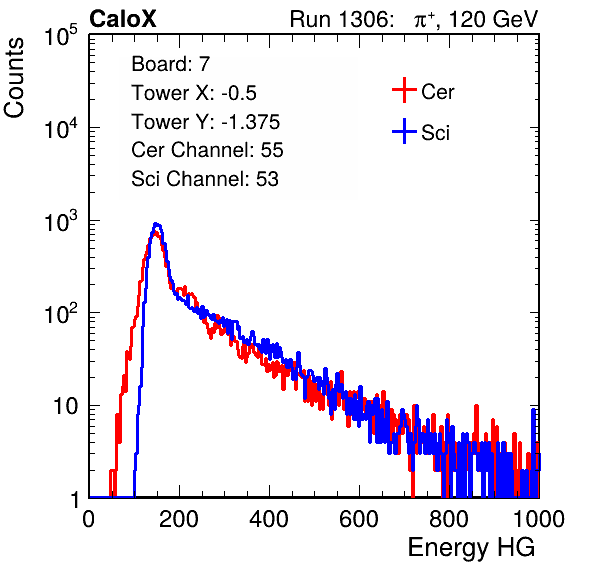 CaloX Run 1306: π⁺, 120 GeV
Counts
Board: 7
Tower X: -0.5
Tower Y: -1.375
Cer Channel: 55
Sci Channel: 53
Cer
Sci
10⁵
10⁴
10³
10²
10
1
0 200 400 600 800 1000
Energy HG